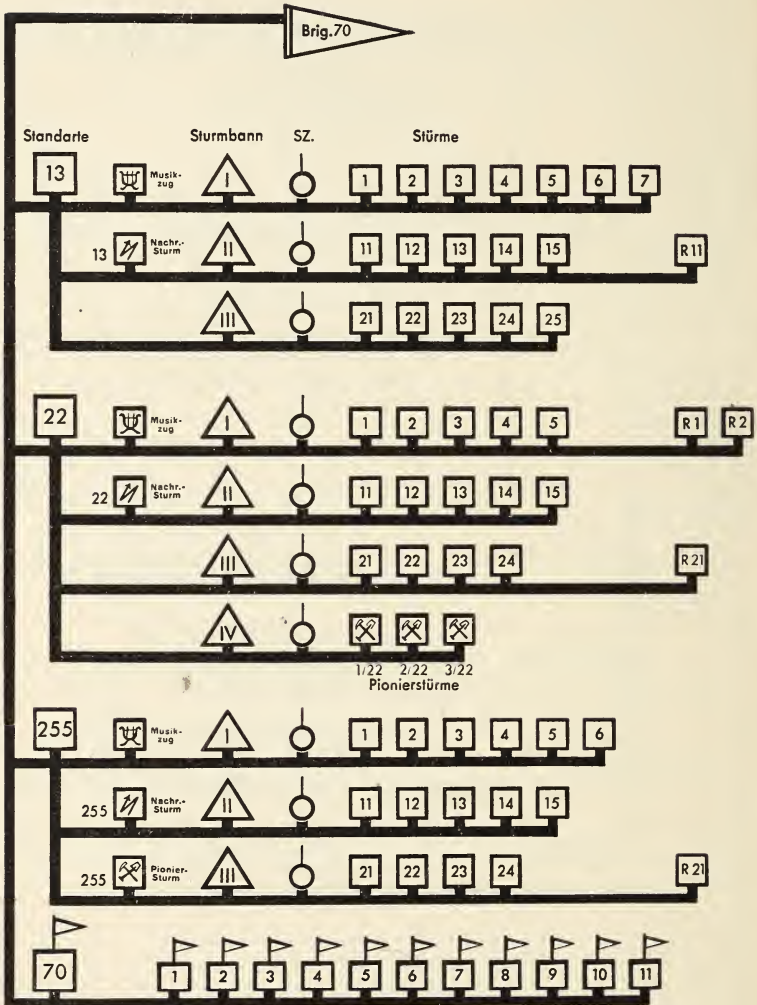 Brig.70
Standarte Sturmbann SZ. Stürme
13 Musik-
zug I 1 2 3 4 5 6 7
13 Nachr.-
Sturm II 11 12 13 14 15 R 11
III 21 22 23 24 25
22 Musik-
zug I 1 2 3 4 5 R 1 R 2
22 Nachr.-
Sturm II 11 12 13 14 15
III 21 22 23 24 R 21
IV
1/22 2/22 3/22
Pionierstürme
255 Musik-
zug I 1 2 3 4 5 6
255 Nachr.-
Sturm II 11 12 13 14 15
255 Pionier-
Sturm III 21 22 23 24 R 21
70 1 2 3 4 5 6 7 8 9 10 11